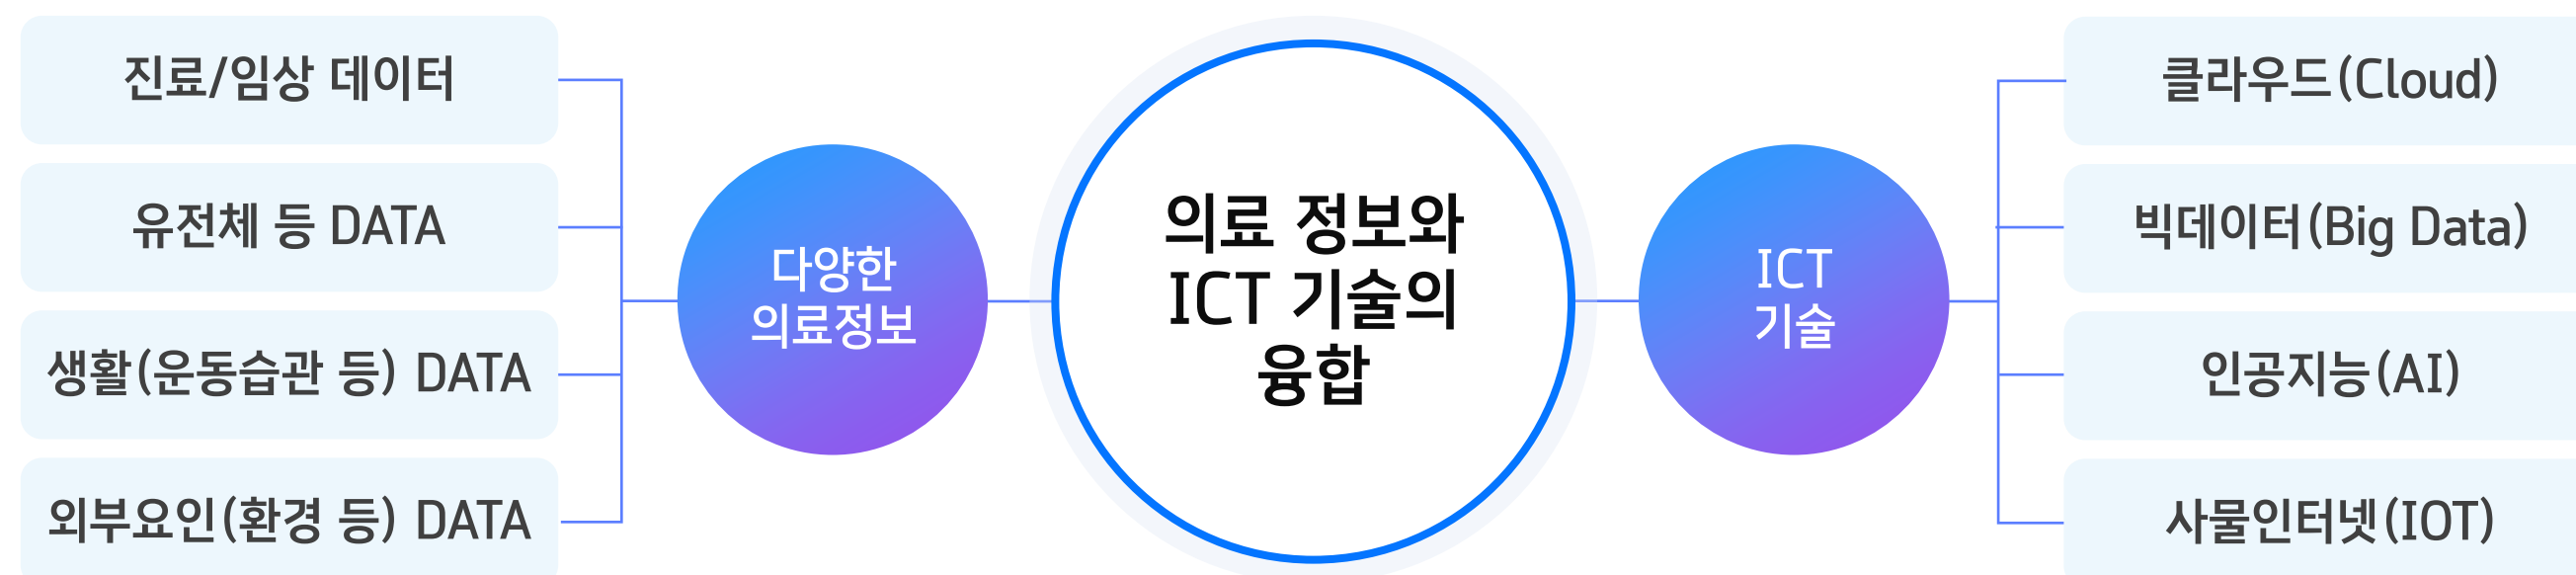 진료/임상 데이터
유전체 등 DATA
생활(운동습관 등) DATA
외부요인(환경 등) DATA
다양한
의료정보
의료 정보와
ICT 기술의
융합
ICT
기술
클라우드(Cloud)
빅데이터(Big Data)
인공지능(AI)
사물인터넷(IOT)